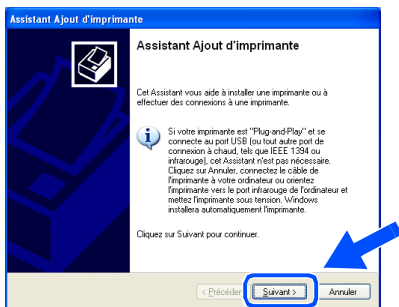 Assistant Ajout d'imprimante
Assistant Ajout d'imprimante
Cet Assistant vous aide à installer une imprimante ou à
effectuer des connexions à une imprimante.
Si votre imprimante est "Plug-and-Play" et se
connecte au port USB (ou tout autre port de
connexion à chaud, tels que IEEE 1394 ou
infrarouge), cet Assistant n'est pas nécessaire.
Cliquez sur Annuler, connectez le câble de
l'imprimante à votre ordinateur ou orientez
l'imprimante vers le port infrarouge de l'ordinateur et
mettez l'imprimante sous tension. Windows
installera automatiquement l'imprimante.
Cliquez sur Suivant pour continuer.
< Précédent Suivant > Annuler